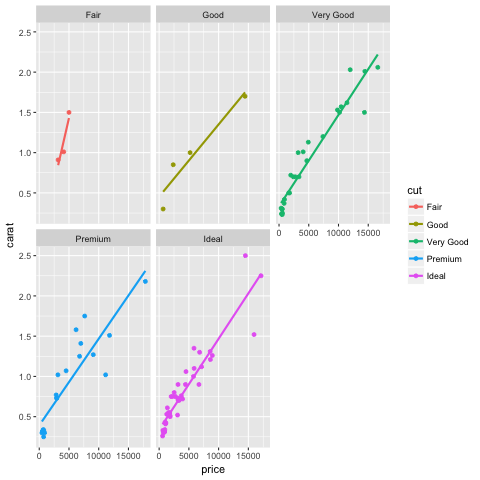 Fair Good Very Good
2.5
2.0
1.5
1.0
0.5
0 5000 10000 15000
carat
cut
Fair
Good
Very Good
Premium
Ideal
Premium Ideal
2.5
2.0
1.5
1.0
0.5
0 5000 10000 15000 0 5000 10000 15000
price